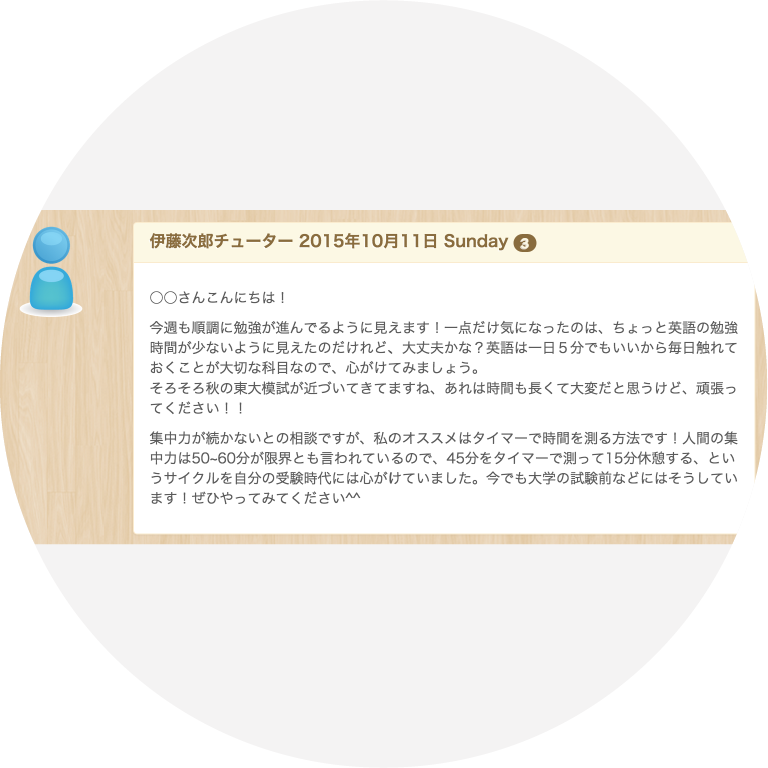 伊藤次郎チューター 2015年10月11日 Sunday 3
〇〇さんこんにちは！
今週も順調に勉強が進んでるように見えます！一点だけ気になったのは、ちょっと英語の勉強
時間が少ないように見えたのだけれど、大丈夫かな？英語は一日５分でもいいから毎日触れて
おくことが大切な科目なので、心がけてみましょう。
そろそろ秋の東大模試が近づいてきてますね、あれは時間も長くて大変だと思うけど、頑張っ
てください！！
集中力が続かないとの相談ですが、私のオススメはタイマーで時間を測る方法です！人間の集
中力は50~60分が限界とも言われているので、45分をタイマーで測って15分休憩する、とい
うサイクルを自分の受験時代には心がけていました。今でも大学の試験前などにはそうしてい
ます！ぜひやってみてください^^